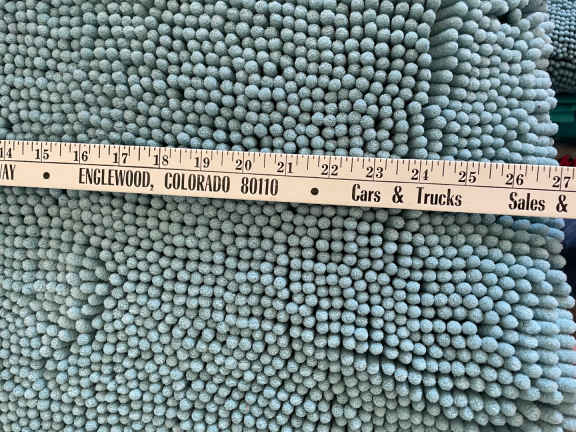 14 15 16 17 18 19 20 21 22 23 24 25 26 27
WAY • ENGLEWOOD, COLORADO 80110 • Cars & Trucks Sales &